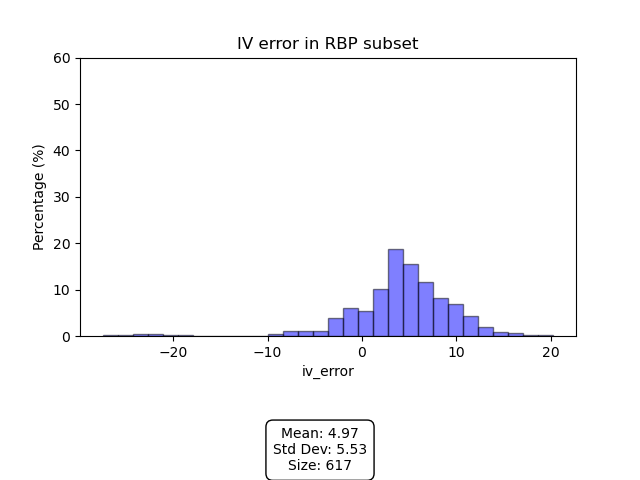 IV error in RBP subset
60
50
40
30
20
10
0
Percentage (%)
−20
−10
0
10
20
iv_error
Mean: 4.97
Std Dev: 5.53
Size: 617